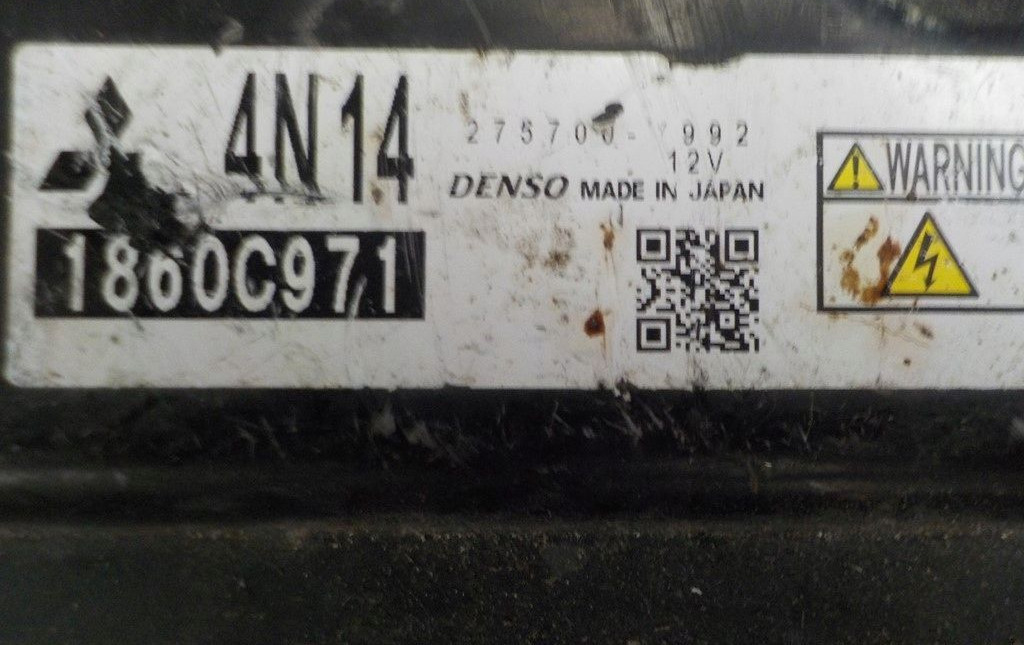 4N14
1860C971
12V
DENSO MADE IN JAPAN
WARNING